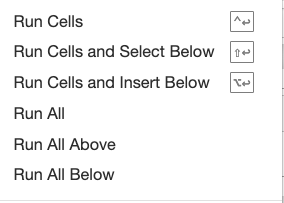 Run Cells ^↩
Run Cells and Select Below ⇧↩
Run Cells and Insert Below ⌥↩
Run All
Run All Above
Run All Below